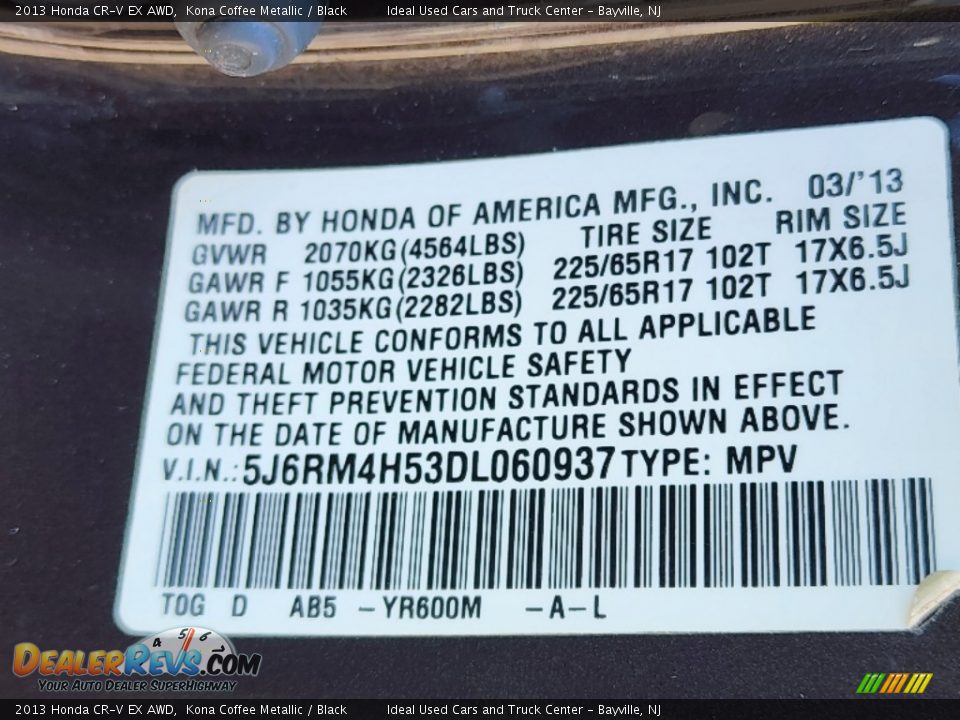 2013 Honda CR-V EX AWD, Kona Coffee Metallic / Black Ideal Used Cars and Truck Center - Bayville, NJ
MFD. BY HONDA OF AMERICA MFG., INC. 03/'13
GVWR 2070KG(4564LBS) TIRE SIZE RIM SIZE
GAWR F 1055KG(2326LBS) 225/65R17 102T 17X6.5J
GAWR R 1035KG(2282LBS) 225/65R17 102T 17X6.5J
THIS VEHICLE CONFORMS TO ALL APPLICABLE
FEDERAL MOTOR VEHICLE SAFETY
AND THEFT PREVENTION STANDARDS IN EFFECT
ON THE DATE OF MANUFACTURE SHOWN ABOVE.
V.I.N.: 5J6RM4H53DL060937 TYPE: MPV
T0G D AB5 -YR600M -A-L
4 5 6
DEALERREVS.COM
YOUR AUTO DEALER SUPERHIGHWAY
2013 Honda CR-V EX AWD, Kona Coffee Metallic / Black Ideal Used Cars and Truck Center - Bayville, NJ